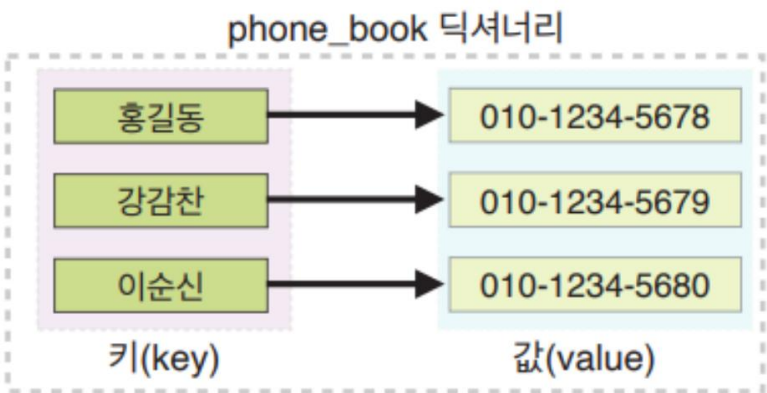 phone_book 딕셔너리
홍길동 010-1234-5678
강감찬 010-1234-5679
이순신 010-1234-5680
키(key) 값(value)